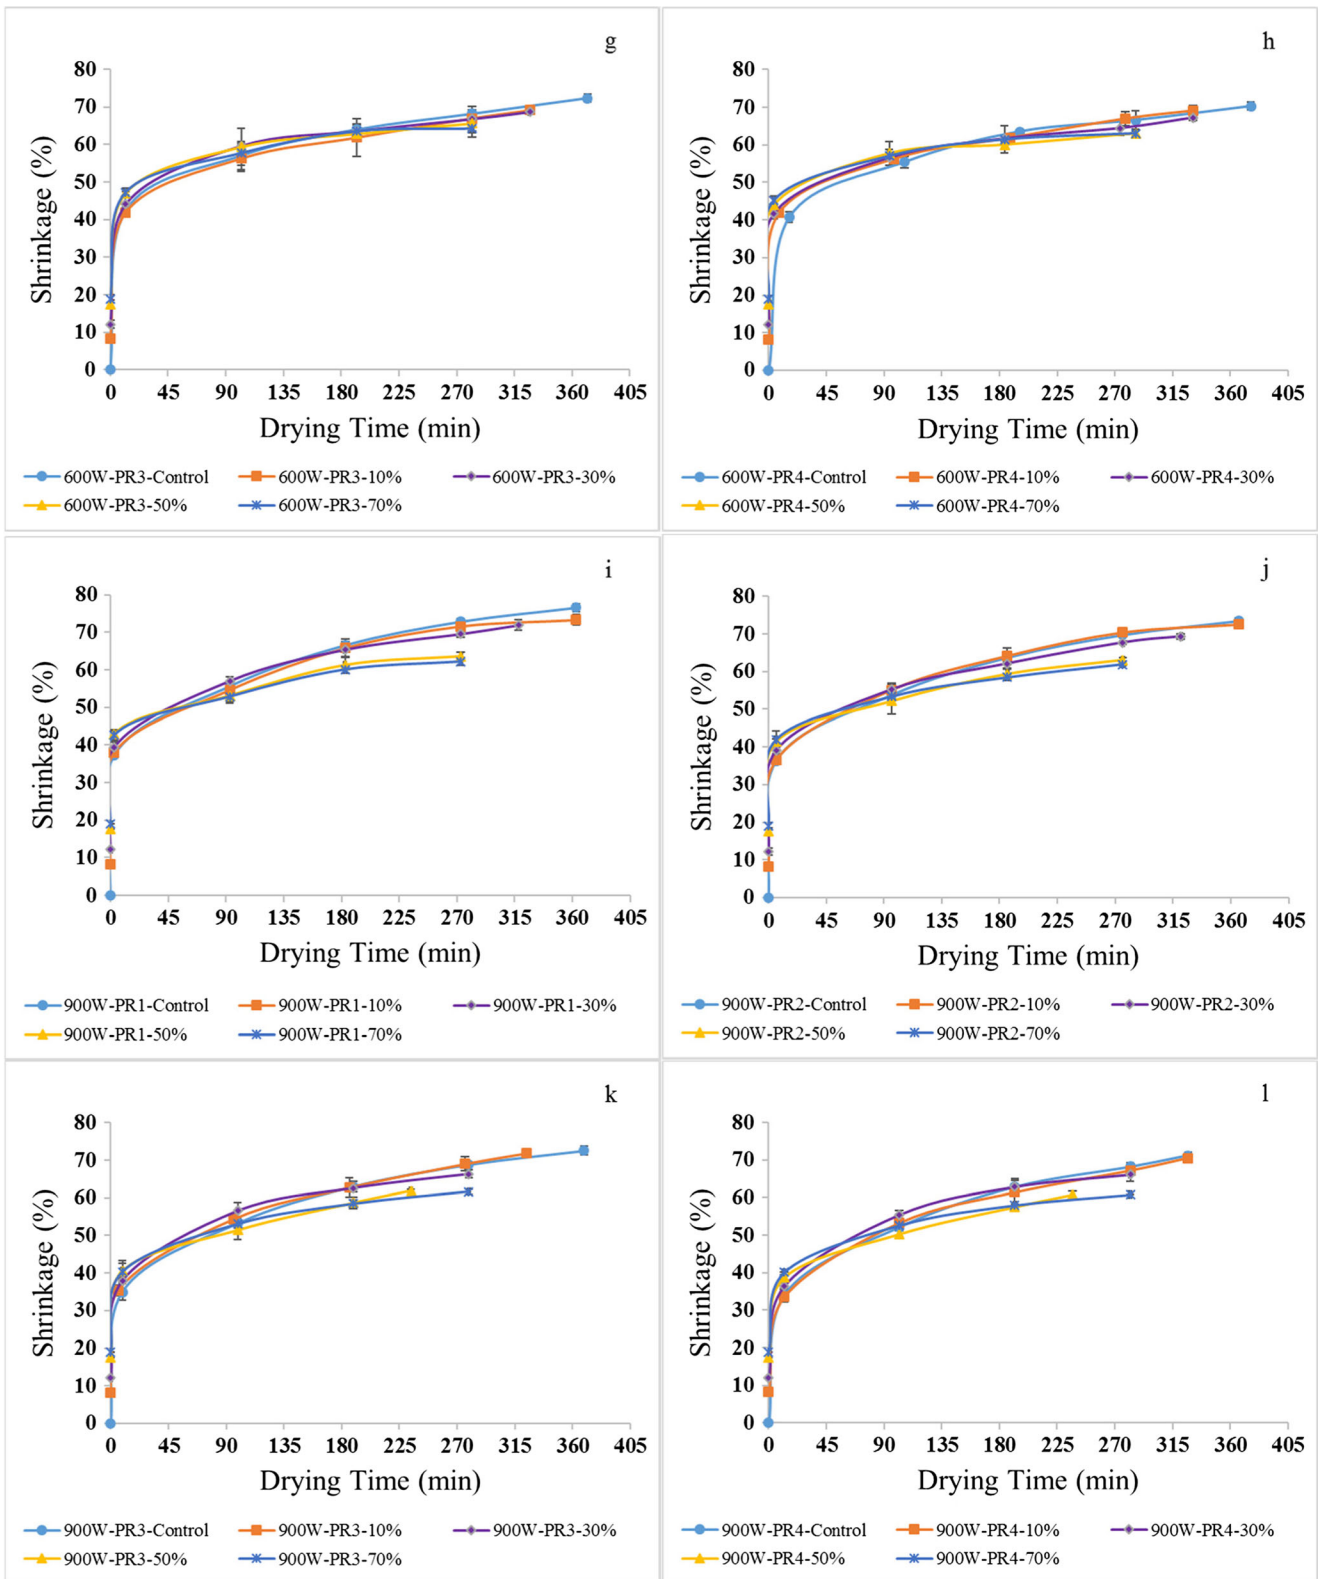 g
80
70
60
50
40
30
20
10
0
Shrinkage (%)
0 45 90 135 180 225 270 315 360 405
Drying Time (min)
600W-PR3-Control 600W-PR3-10% 600W-PR3-30%
600W-PR3-50% 600W-PR3-70%
h
80
70
60
50
40
30
20
10
0
Shrinkage (%)
0 45 90 135 180 225 270 315 360 405
Drying Time (min)
600W-PR4-Control 600W-PR4-10% 600W-PR4-30%
600W-PR4-50% 600W-PR4-70%
i
80
70
60
50
40
30
20
10
0
Shrinkage (%)
0 45 90 135 180 225 270 315 360 405
Drying Time (min)
900W-PR1-Control 900W-PR1-10% 900W-PR1-30%
900W-PR1-50% 900W-PR1-70%
j
80
70
60
50
40
30
20
10
0
Shrinkage (%)
0 45 90 135 180 225 270 315 360 405
Drying Time (min)
900W-PR2-Control 900W-PR2-10% 900W-PR2-30%
900W-PR2-50% 900W-PR2-70%
k
80
70
60
50
40
30
20
10
0
Shrinkage (%)
0 45 90 135 180 225 270 315 360 405
Drying Time (min)
900W-PR3-Control 900W-PR3-10% 900W-PR3-30%
900W-PR3-50% 900W-PR3-70%
l
80
70
60
50
40
30
20
10
0
Shrinkage (%)
0 45 90 135 180 225 270 315 360 405
Drying Time (min)
900W-PR4-Control 900W-PR4-10% 900W-PR4-30%
900W-PR4-50% 900W-PR4-70%